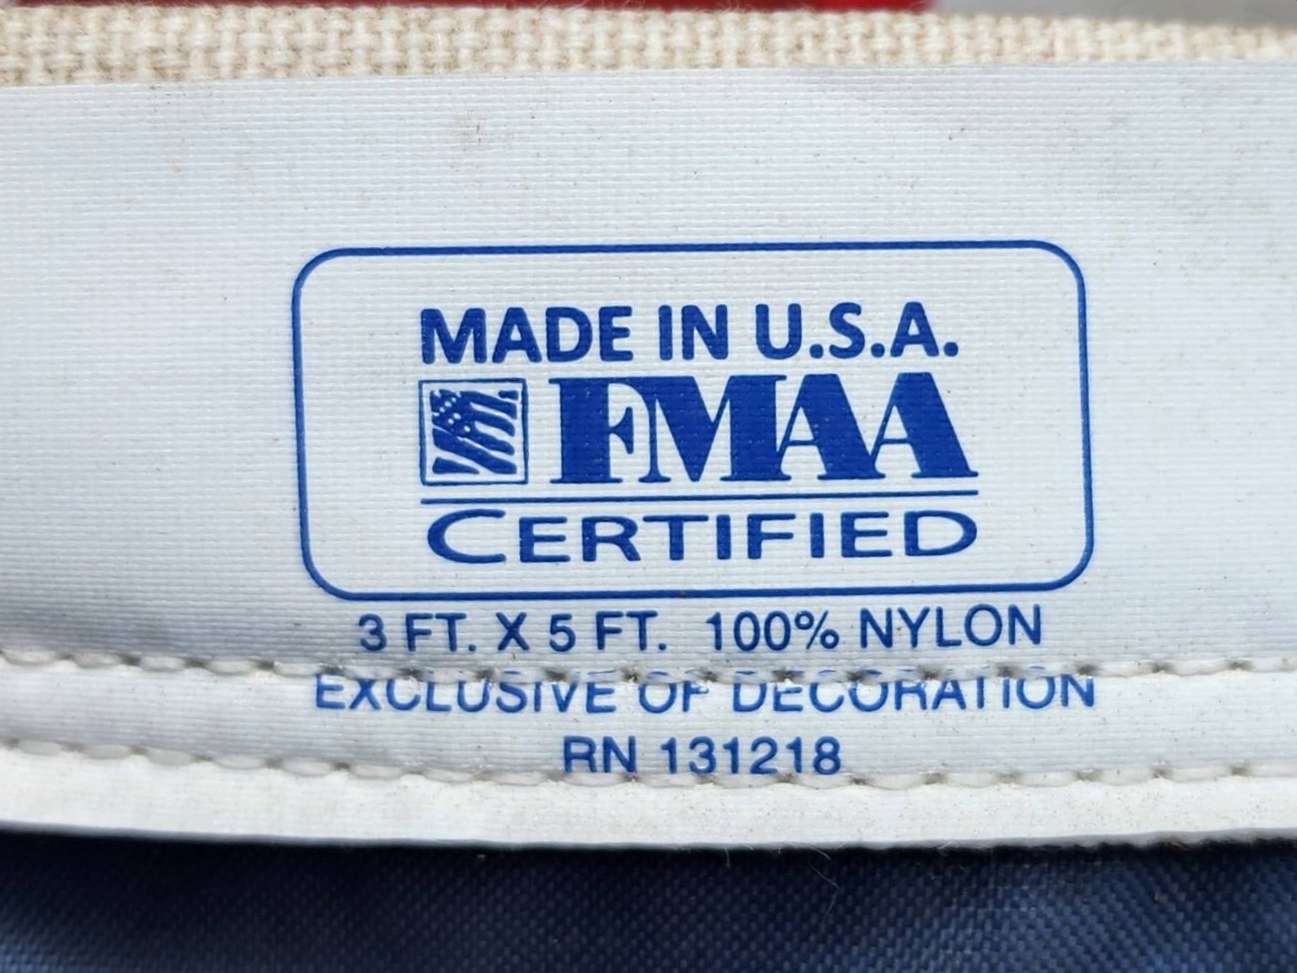 MADE IN U.S.A.
FMAA
CERTIFIED
3 FT. X 5 FT. 100% NYLON
EXCLUSIVE OF DECORATION
RN 131218